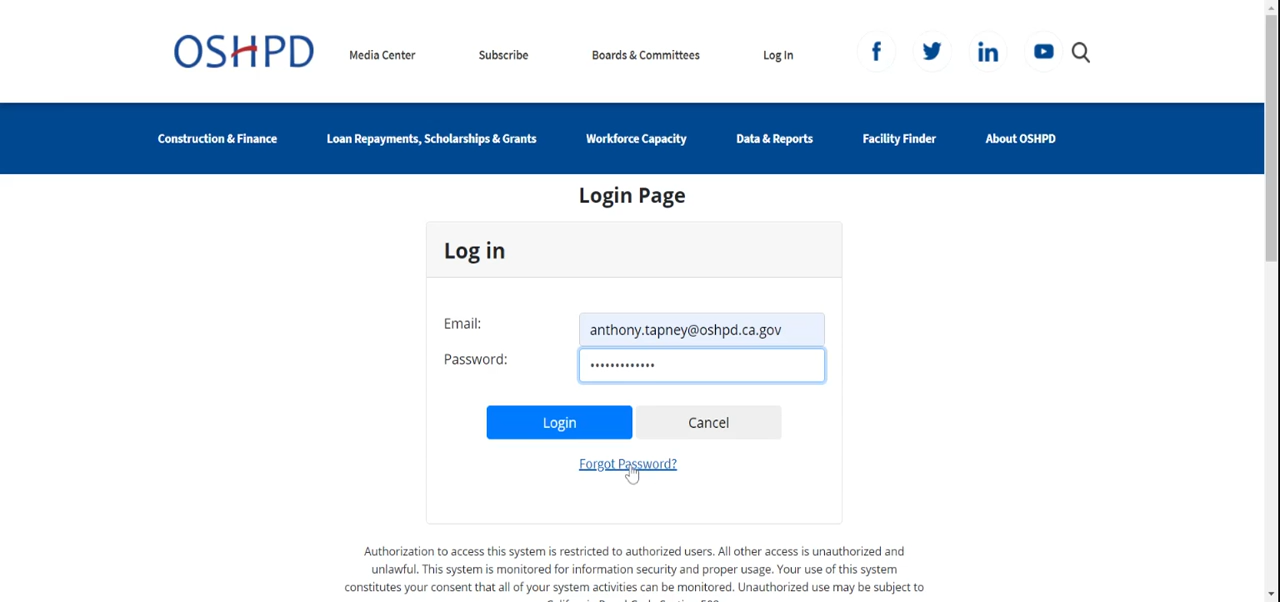 OSHPD
Media Center Subscribe Boards & Committees Log In
Construction & Finance Loan Repayments, Scholarships & Grants Workforce Capacity Data & Reports Facility Finder About OSHPD
Login Page
Log in
Email: anthony.tapney@oshpd.ca.gov
Password: •••••••••••••
Login Cancel
Forgot Password?
Authorization to access this system is restricted to authorized users. All other access is unauthorized and
unlawful. This system is monitored for information security and proper usage. Your use of this system
constitutes your consent that all of your system activities can be monitored. Unauthorized use may be subject to